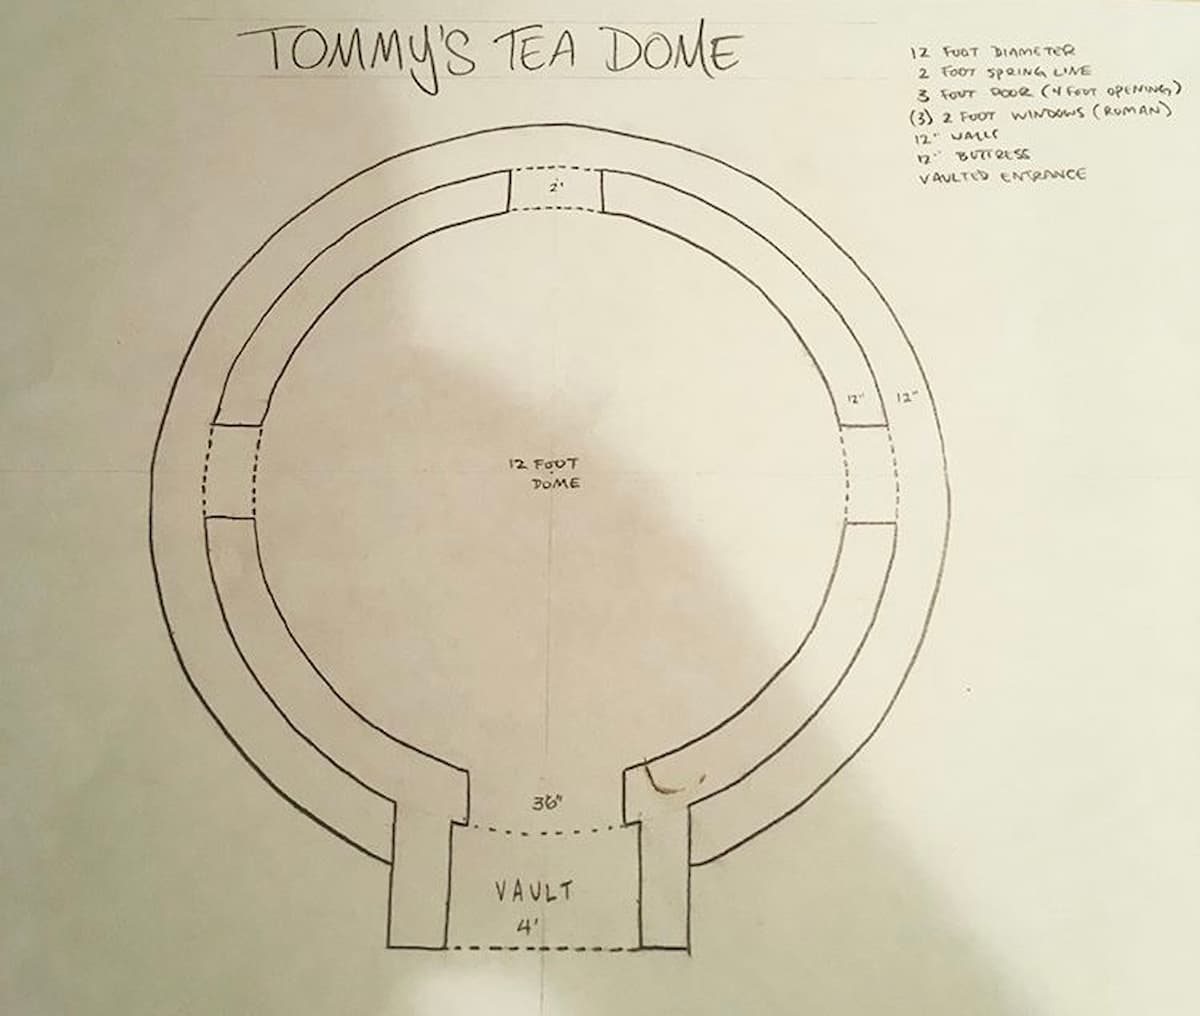 TOMMY'S TEA DOME
12 FOOT DIAMETER
2 FOOT SPRING LINE
3 FOOT DOOR (4 FOOT OPENING)
(3) 2 FOOT WINDOWS (ROMAN)
12" WALLS
12" BUTTRESS
VAULTED ENTRANCE
2'
12" 12"
12 FOOT
DOME
36"
VAULT
4'